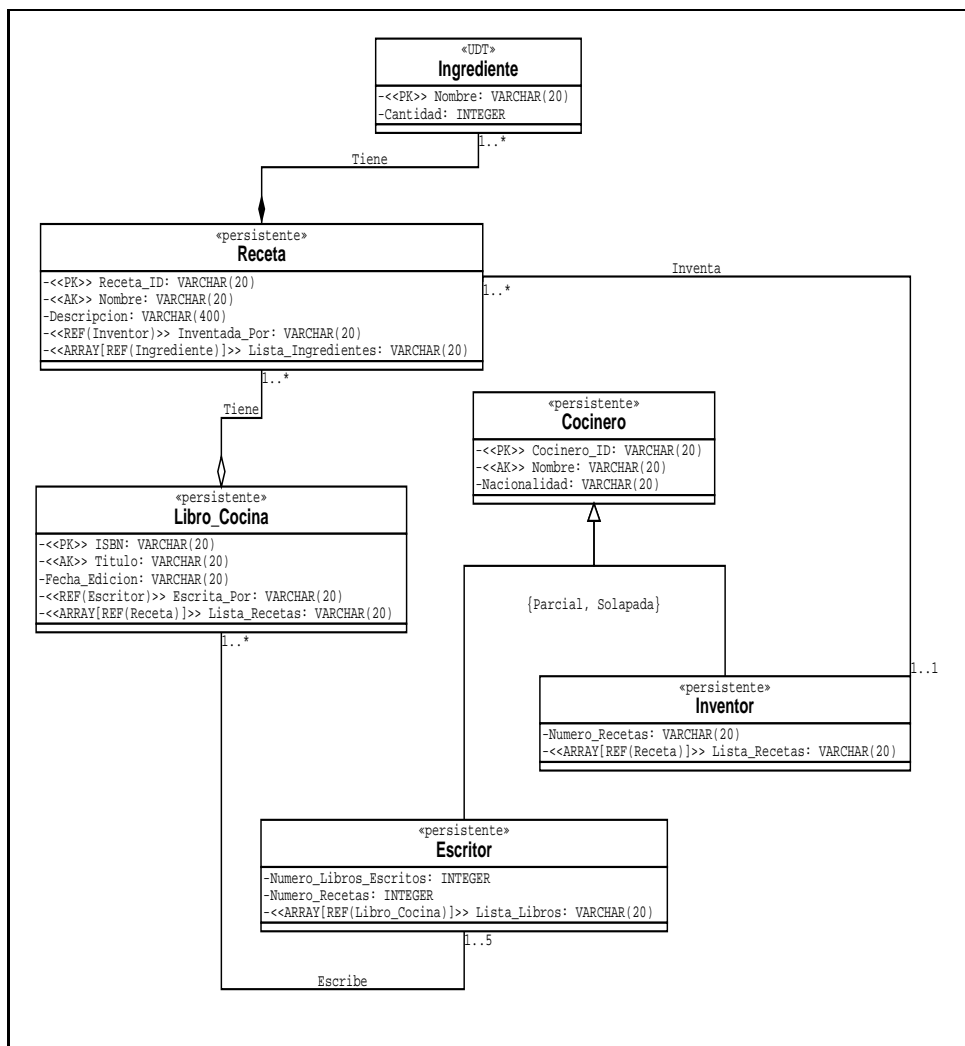 «UDT»
Ingrediente
-<<PK>> Nombre: VARCHAR(20)
-Cantidad: INTEGER
1..*
Tiene
«persistente»
Receta
-<<PK>> Receta_ID: VARCHAR(20)
-<<AK>> Nombre: VARCHAR(20)
-Descripcion: VARCHAR(400)
-<<REF(Inventor)>> Inventada_Por: VARCHAR(20)
-<<ARRAY[REF(Ingrediente)]>> Lista_Ingredientes: VARCHAR(20)
Inventa
1..*
1..*
Tiene
«persistente»
Cocinero
-<<PK>> Cocinero_ID: VARCHAR(20)
-<<AK>> Nombre: VARCHAR(20)
-Nacionalidad: VARCHAR(20)
«persistente»
Libro_Cocina
-<<PK>> ISBN: VARCHAR(20)
-<<AK>> Titulo: VARCHAR(20)
-Fecha_Edicion: VARCHAR(20)
-<<REF(Escritor)>> Escrita_Por: VARCHAR(20)
-<<ARRAY[REF(Receta)]>> Lista_Recetas: VARCHAR(20)
1..*
{Parcial, Solapada}
1..1
«persistente»
Inventor
-Numero_Recetas: VARCHAR(20)
-<<ARRAY[REF(Receta)]>> Lista_Recetas: VARCHAR(20)
«persistente»
Escritor
-Numero_Libros_Escritos: INTEGER
-Numero_Recetas: INTEGER
-<<ARRAY[REF(Libro_Cocina)]>> Lista_Libros: VARCHAR(20)
1..5
Escribe